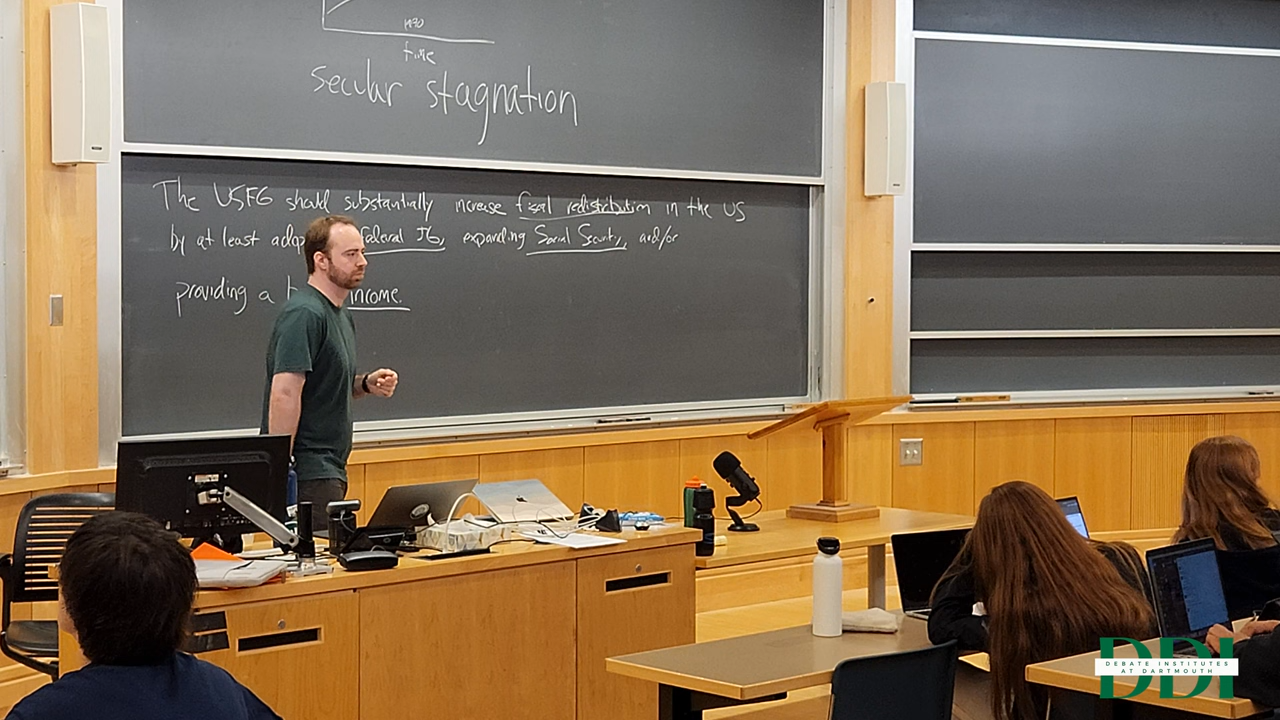 1970
time
secular stagnation
The USFG should substantially increase fiscal redistribution in the US
by at least federal JG, expanding Social Security, and/or
providing a income.
DDI
DEBATE INSTITUTES
AT DARTMOUTH